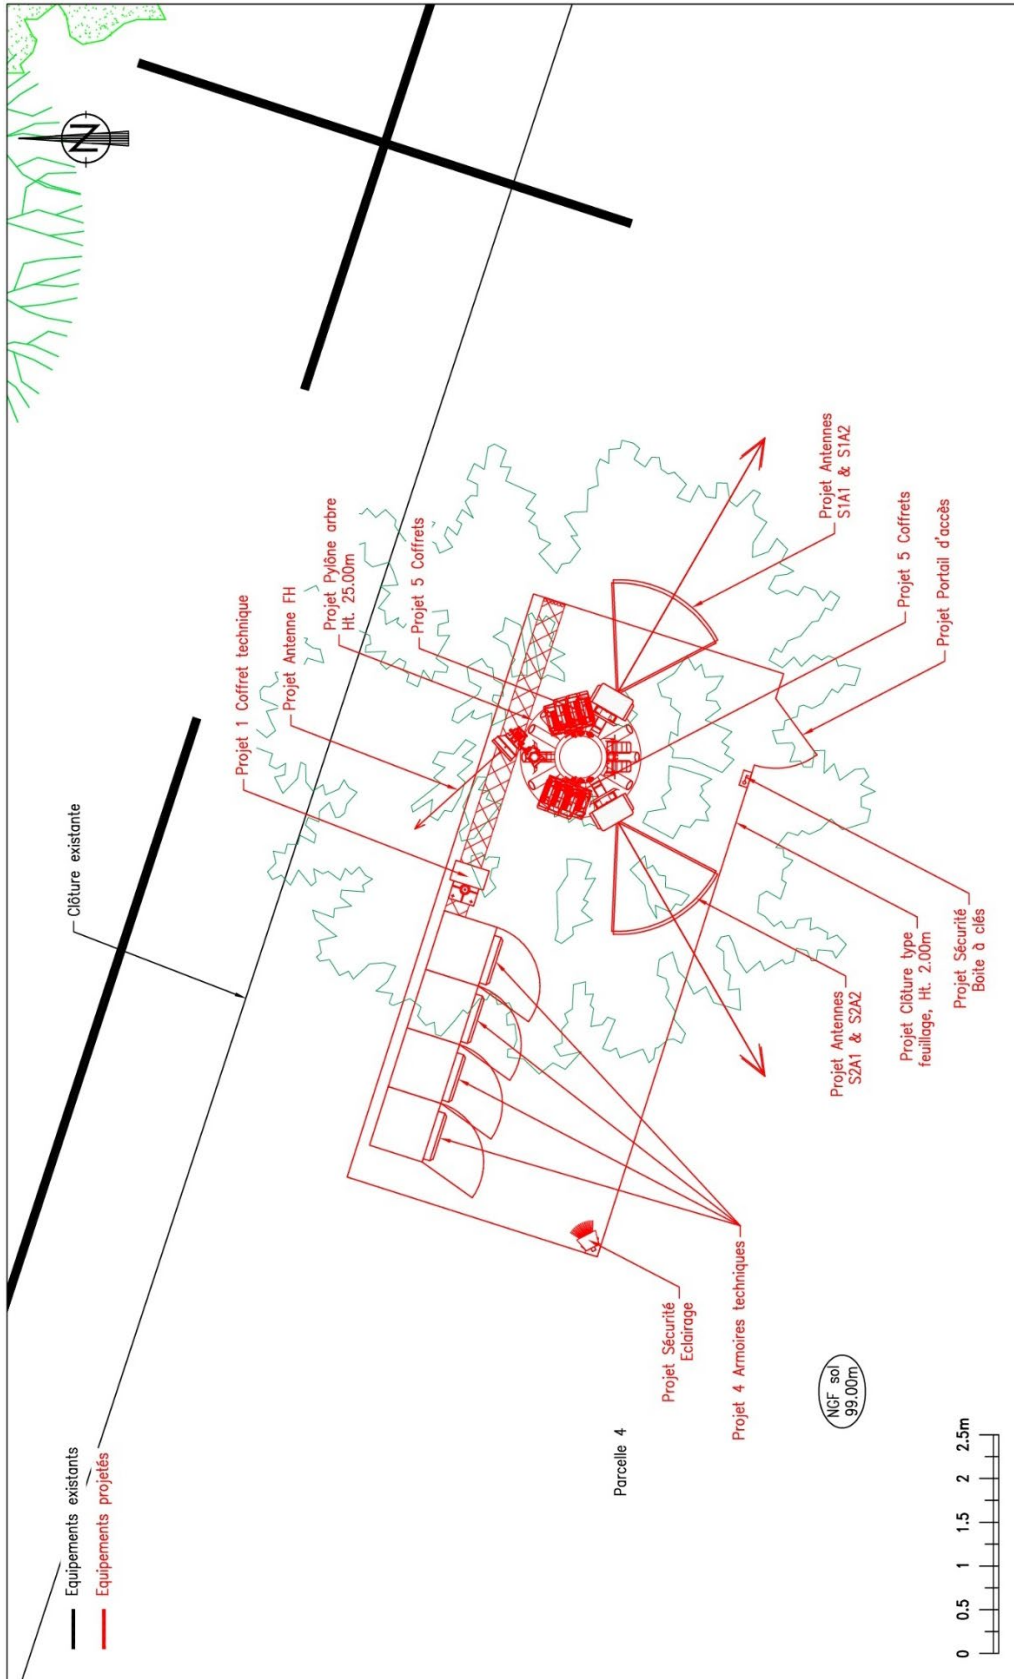 Equipements existants
Equipements projetés
Clôture existante
Projet 1 Coffret technique
Projet Antenne FH
Projet Pylône arbre
Ht. 25.00m
Projet 5 Coffrets
N
Projet Antennes
S1A1 & S1A2
Projet 5 Coffrets
Projet Portail d'accès
Projet Sécurité
Boite à clés
Projet Clôture type
feuillage, Ht. 2.00m
Projet Antennes
S2A1 & S2A2
Projet Sécurité
Eclairage
Projet 4 Armoires techniques
Parcelle 4
NGF sol
99.00m
0 0.5 1 1.5 2 2.5m